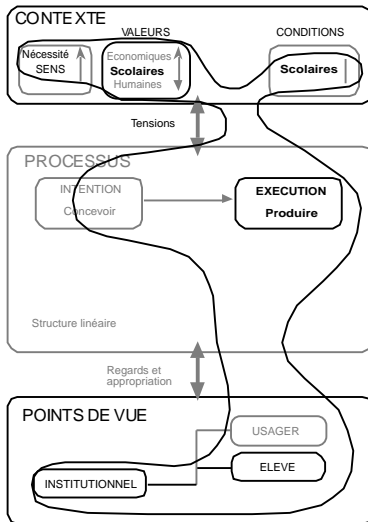 CONTEXTE
VALEURS
CONDITIONS
Nécessité
SENS
Economiques
Scolaires
Humaines
Scolaires
Tensions
PROCESSUS
INTENTION
Concevoir
EXECUTION
Produire
Structure linéaire
Regards et
appropriation
POINTS DE VUE
USAGER
ELEVE
INSTITUTIONNEL